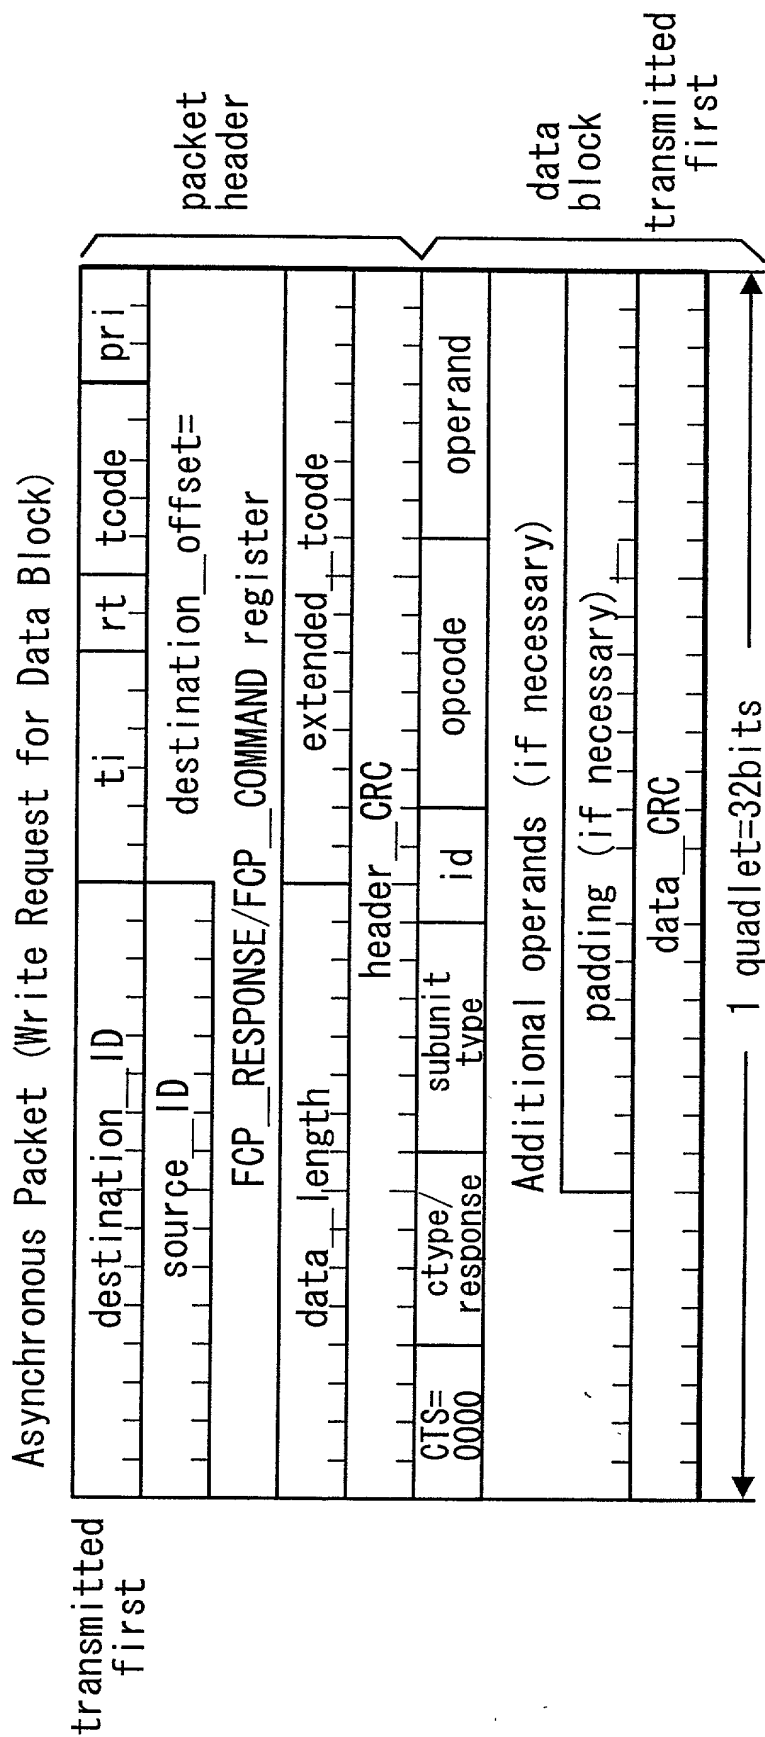 Asynchronous Packet (Write Request for Data Block)
transmitted
first
destination_ID
ti
rt
tcode
pri
source_ID
destination_offset=
FCP_RESPONSE/FCP_COMMAND register
data_length
extended_tcode
header_CRC
packet
header
CTS=
0000
ctype/
response
subunit
type
id
opcode
operand
Additional operands (if necessary)
padding (if necessary)
data_CRC
data
block
transmitted
first
1 quadlet=32bits